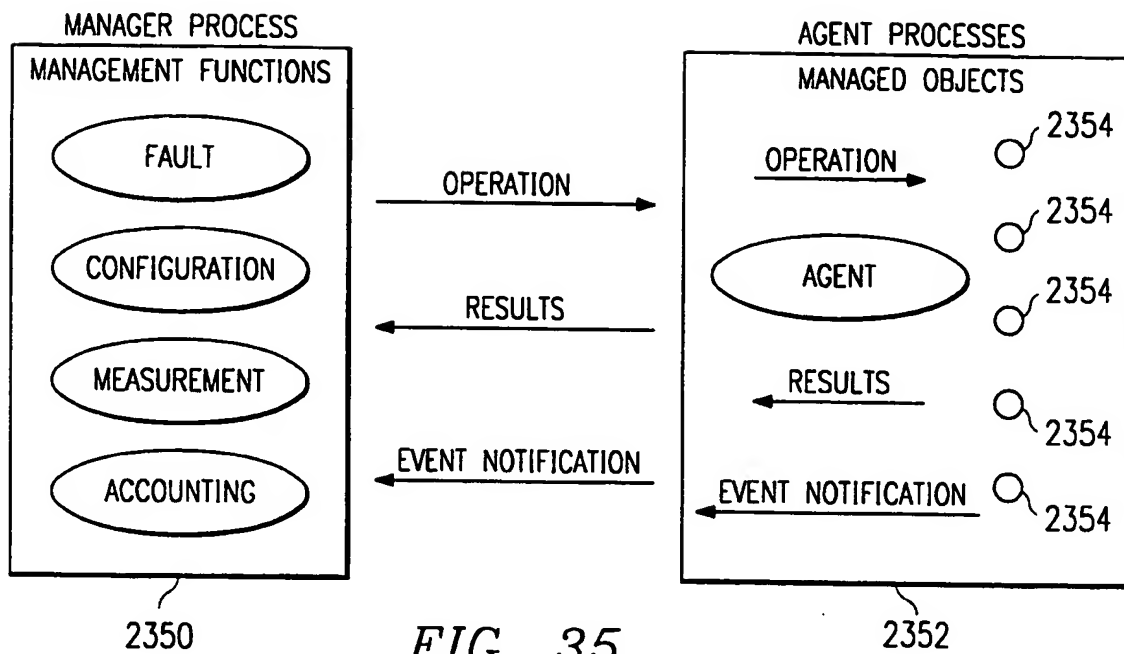 MANAGER PROCESS
MANAGEMENT FUNCTIONS
FAULT
CONFIGURATION
MEASUREMENT
ACCOUNTING
2350
OPERATION
RESULTS
EVENT NOTIFICATION
AGENT PROCESSES
MANAGED OBJECTS
OPERATION
AGENT
RESULTS
EVENT NOTIFICATION
2354
2354
2354
2354
2354
2352
FIG. 35